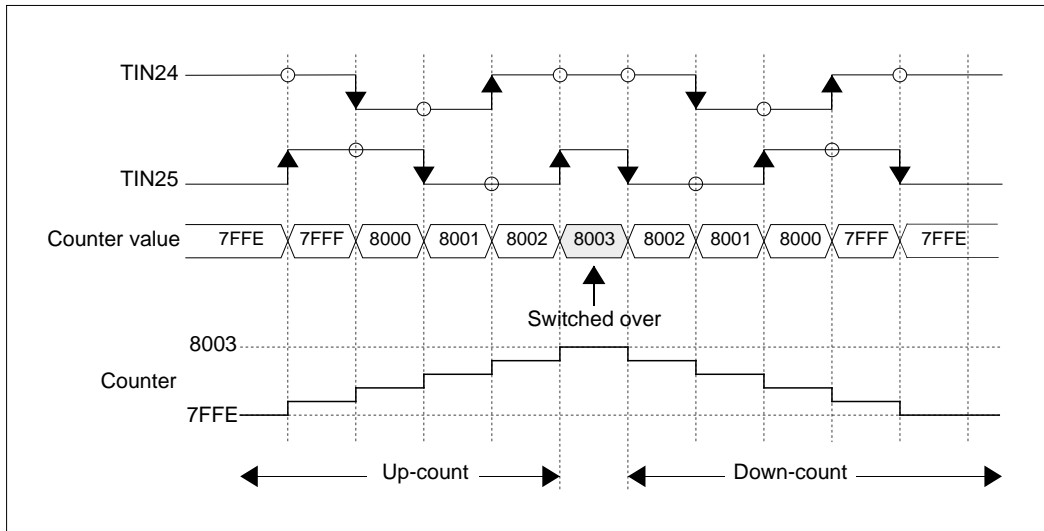 TIN24
TIN25
Counter value 7FFE 7FFF 8000 8001 8002 8003 8002 8001 8000 7FFF 7FFE
Switched over
8003
Counter
7FFE
Up-count Down-count